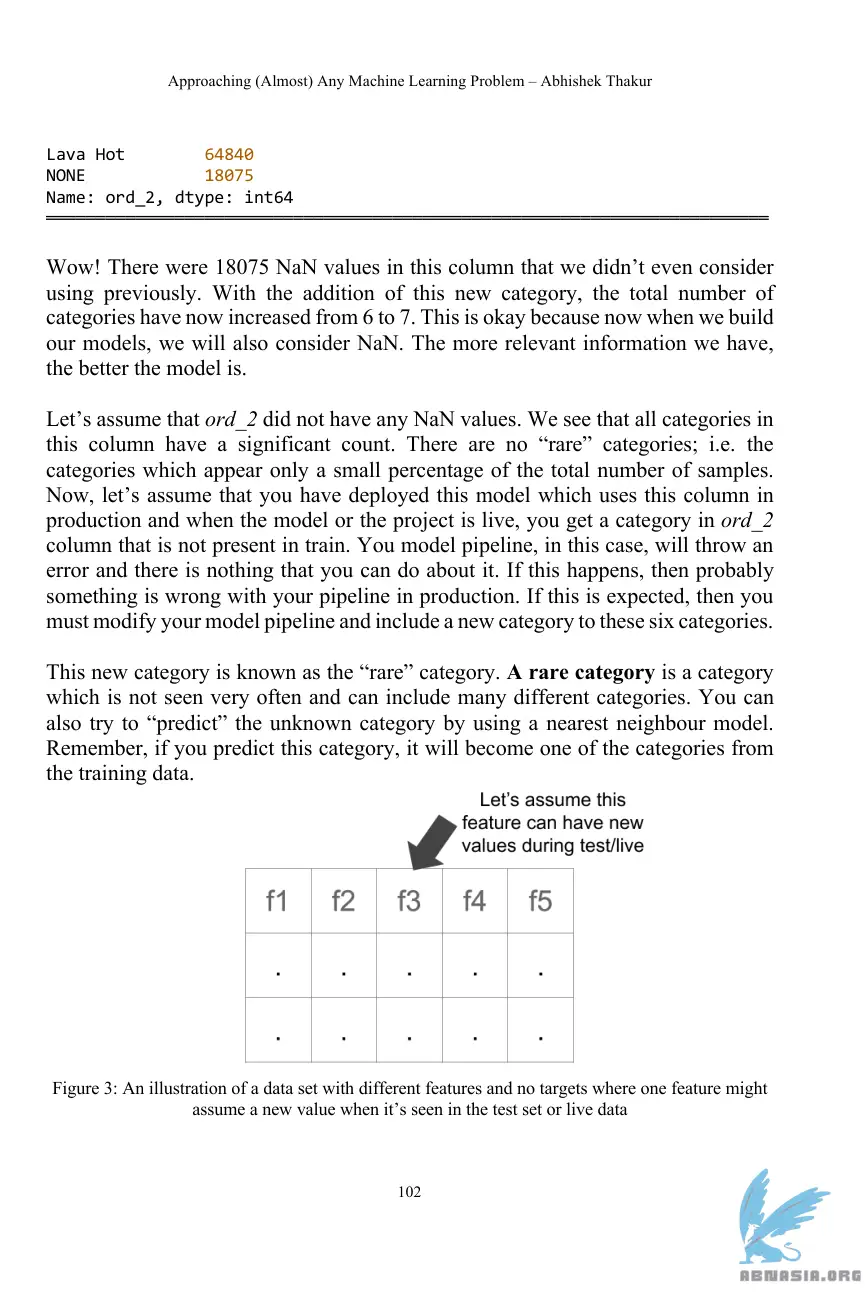 Approaching (Almost) Any Machine Learning Problem – Abhishek Thakur
Lava Hot 64840
NONE 18075
Name: ord_2, dtype: int64
Wow! There were 18075 NaN values in this column that we didn’t even consider
using previously. With the addition of this new category, the total number of
categories have now increased from 6 to 7. This is okay because now when we build
our models, we will also consider NaN. The more relevant information we have,
the better the model is.
Let’s assume that ord_2 did not have any NaN values. We see that all categories in
this column have a significant count. There are no “rare” categories; i.e. the
categories which appear only a small percentage of the total number of samples.
Now, let’s assume that you have deployed this model which uses this column in
production and when the model or the project is live, you get a category in ord_2
column that is not present in train. You model pipeline, in this case, will throw an
error and there is nothing that you can do about it. If this happens, then probably
something is wrong with your pipeline in production. If this is expected, then you
must modify your model pipeline and include a new category to these six categories.
This new category is known as the “rare” category. A rare category is a category
which is not seen very often and can include many different categories. You can
also try to “predict” the unknown category by using a nearest neighbour model.
Remember, if you predict this category, it will become one of the categories from
the training data.
Let’s assume this
feature can have new
values during test/live
f1 f2 f3 f4 f5
. . . . .
. . . . .
Figure 3: An illustration of a data set with different features and no targets where one feature might
assume a new value when it’s seen in the test set or live data
102
ABNASIA.ORG